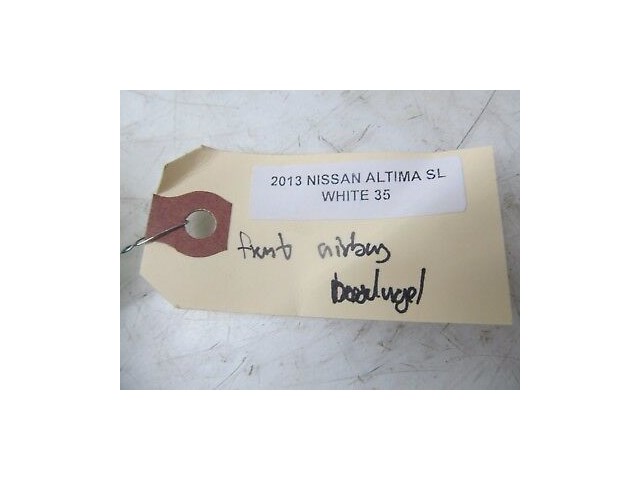 2013 NISSAN ALTIMA SL
WHITE 35
front airbag